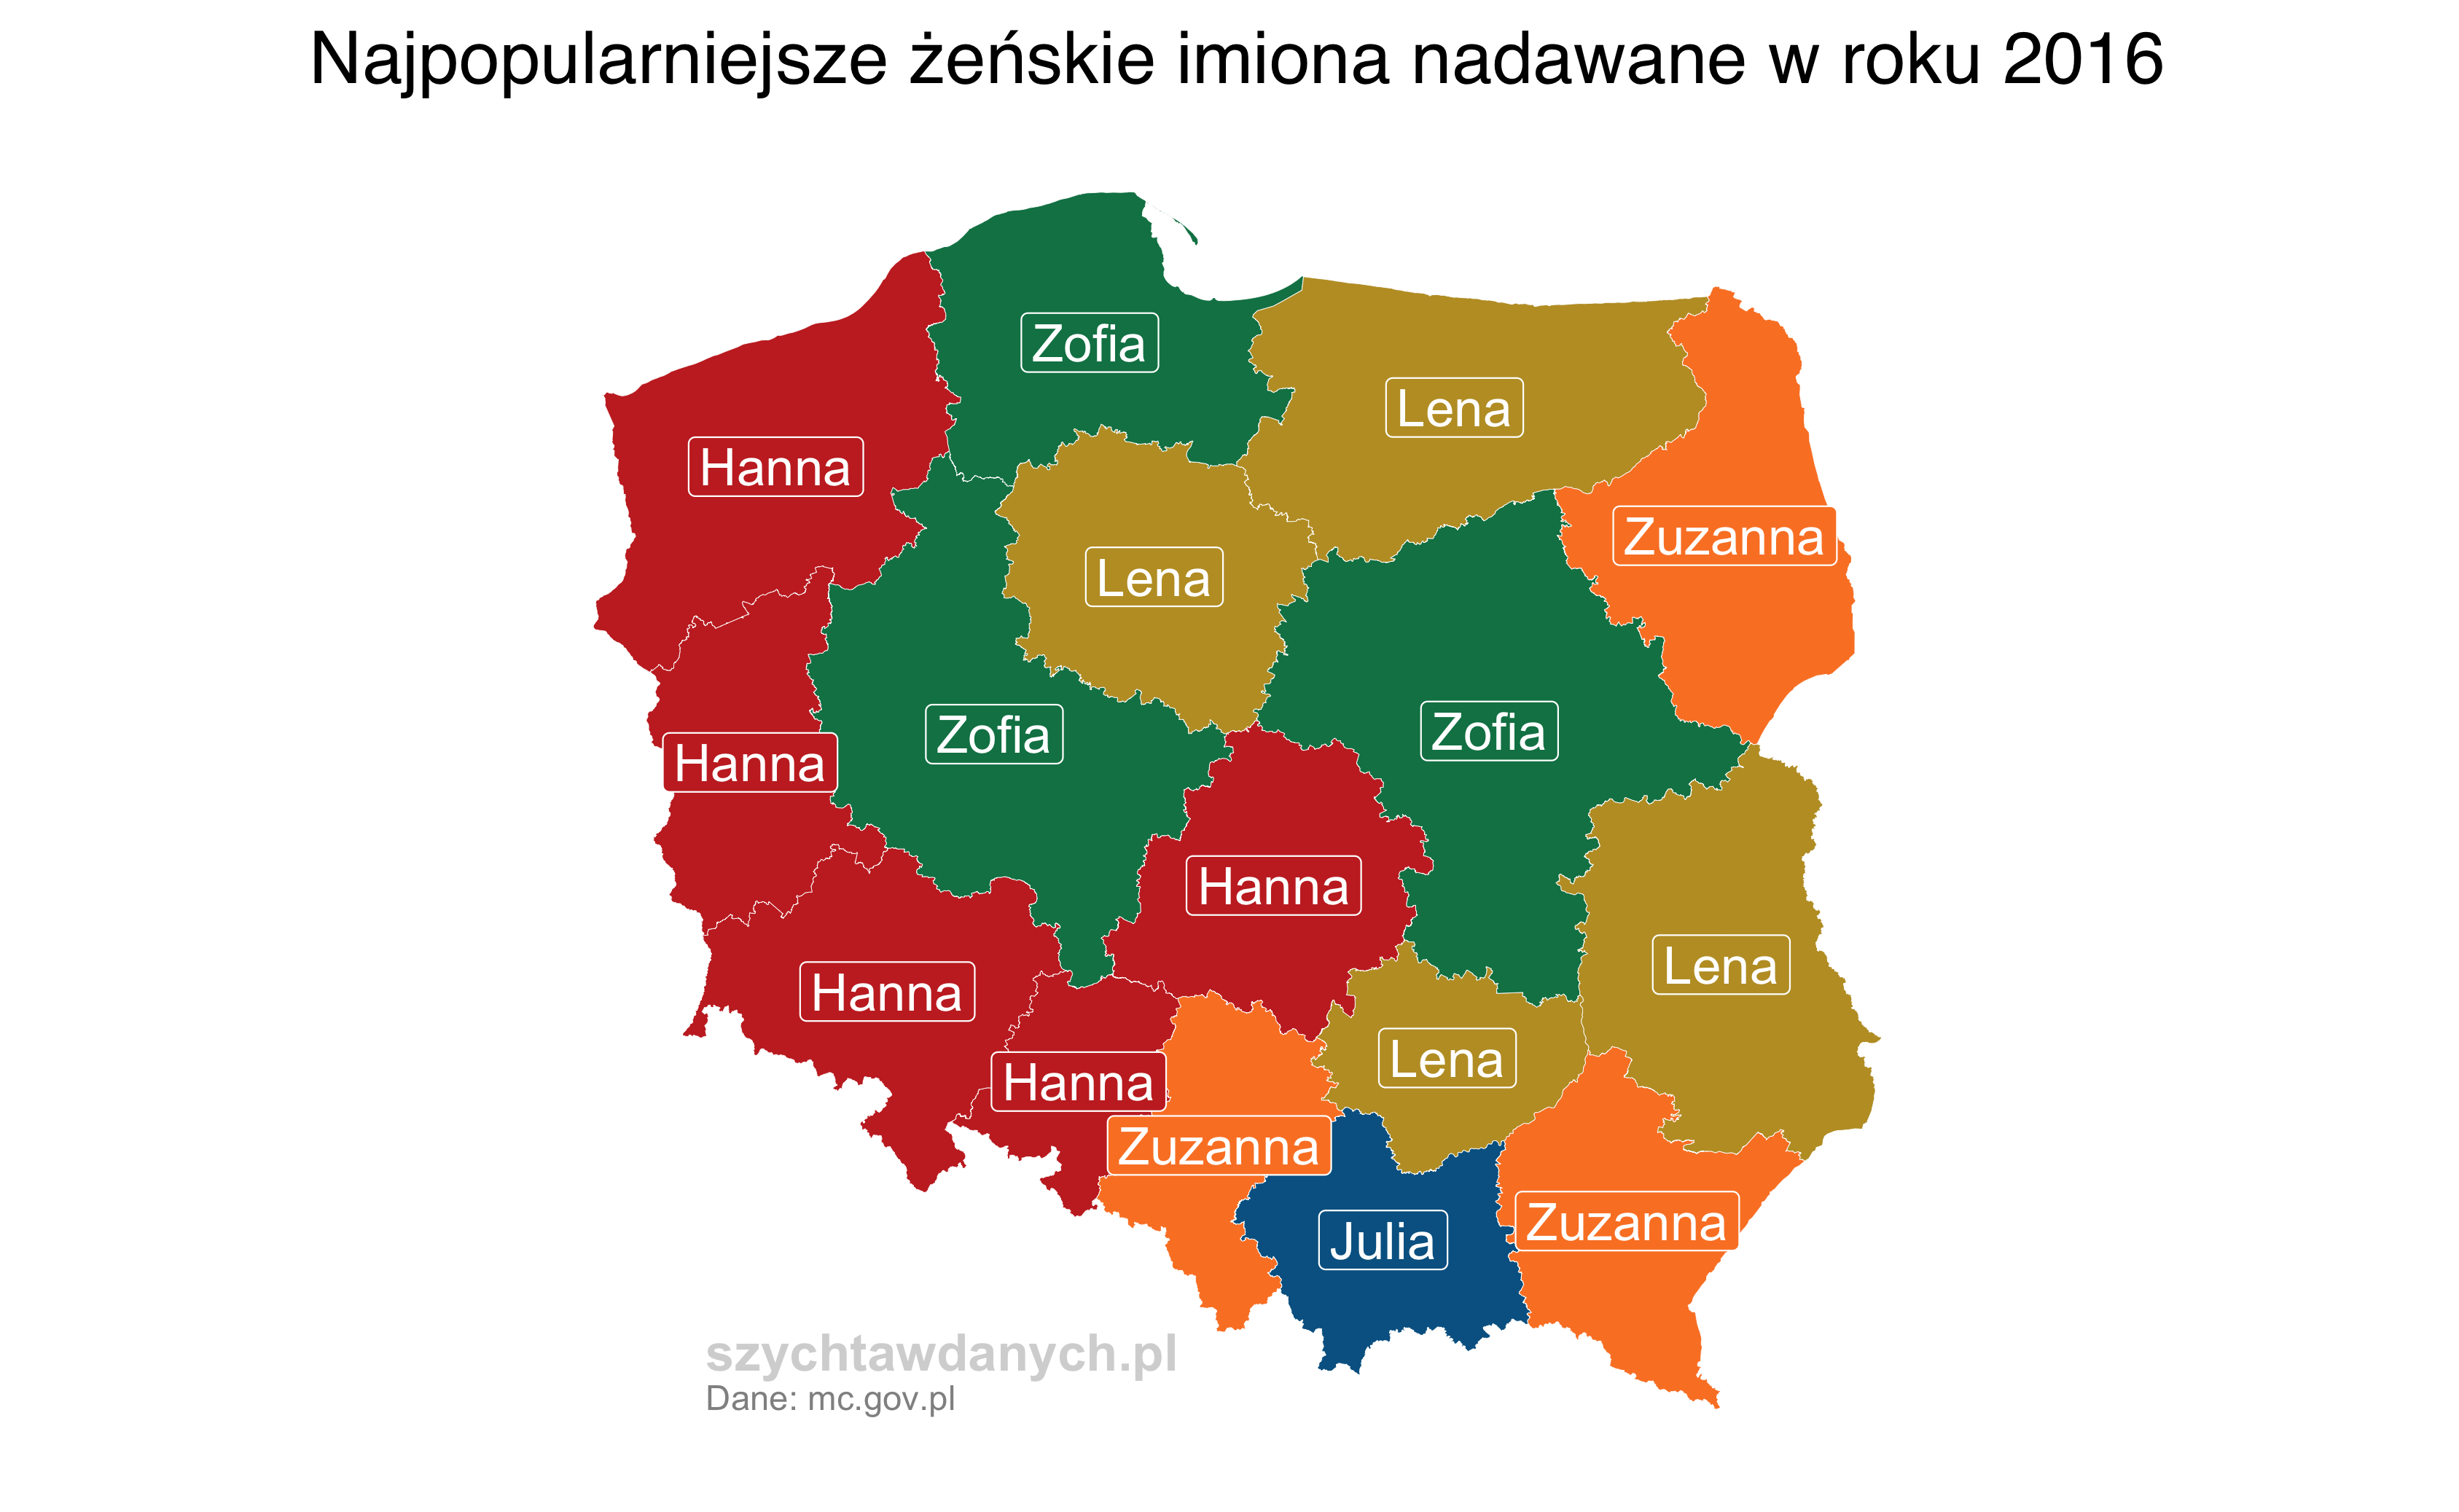 Najpopularniejsze żeńskie imiona nadawane w roku 2016
Zofia
Lena
Hanna
Zuzanna
Lena
Zofia
Zofia
Hanna
Hanna
Lena
Hanna
Lena
Hanna
Zuzanna
Zuzanna
Julia
szychtawdanych.pl
Dane: mc.gov.pl